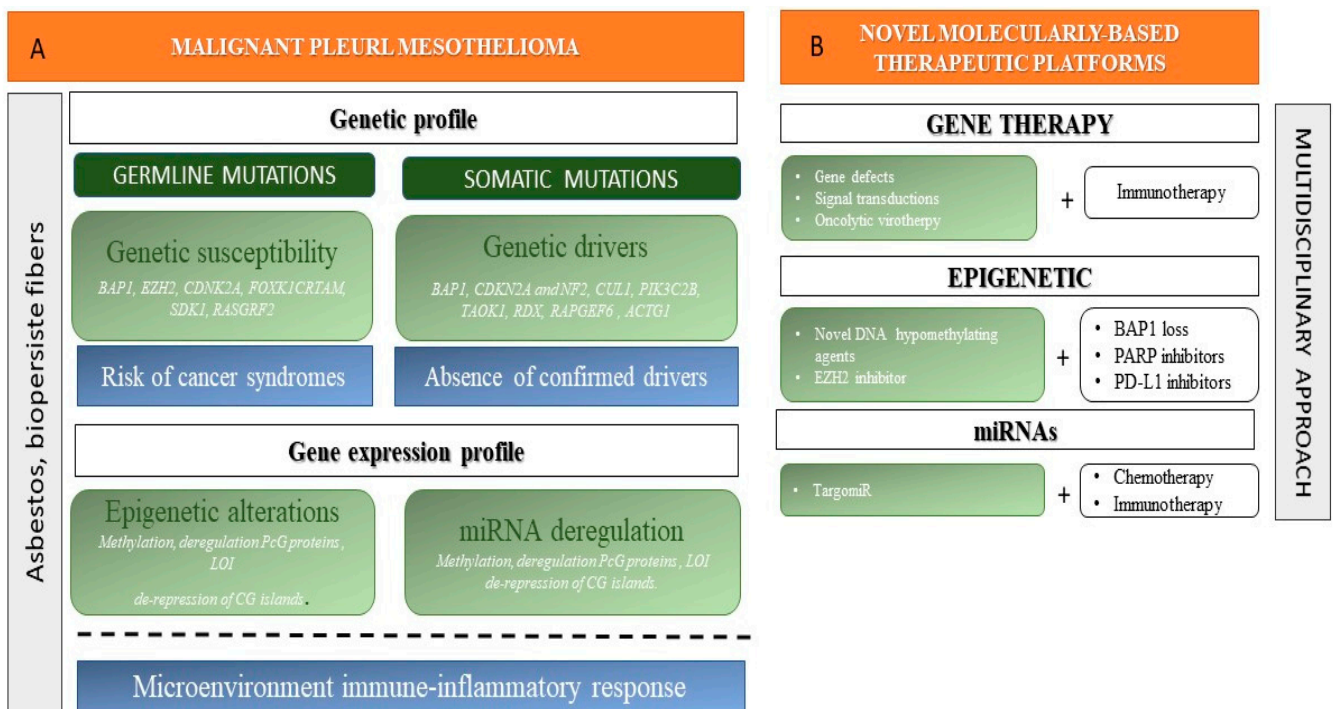 A
MALIGNANT PLEURL MESOTHELIOMA
Asbestos, biopersiste fibers
Genetic profile
GERMLINE MUTATIONS
SOMATIC MUTATIONS
Genetic susceptibility
BAP1, EZH2, CDNK2A, FOXK1CRTAM,
SDK1, RASGRF2
Genetic drivers
BAP1, CDKN2A and NF2, CUL1, PIK3C2B,
TAOK1, RDX, RAPGEF6 , ACTG1
Risk of cancer syndromes
Absence of confirmed drivers
Gene expression profile
Epigenetic alterations
Methylation, deregulation PcG proteins ,
LOI
de-repression of CG islands.
miRNA deregulation
Methylation, deregulation PcG proteins , LOI
de-repression of CG islands.
Microenvironment immune-inflammatory response
B
NOVEL MOLECULARLY-BASED
THERAPEUTIC PLATFORMS
GENE THERAPY
• Gene defects
• Signal transductions
• Oncolytic virotherpy
+
Immunotherapy
EPIGENETIC
• Novel DNA hypomethylating
agents
• EZH2 inhibitor
+
• BAP1 loss
• PARP inhibitors
• PD-L1 inhibitors
miRNAs
• TargomiR
+
• Chemotherapy
• Immunotherapy
MULTIDISCIPLINARY APPROACH